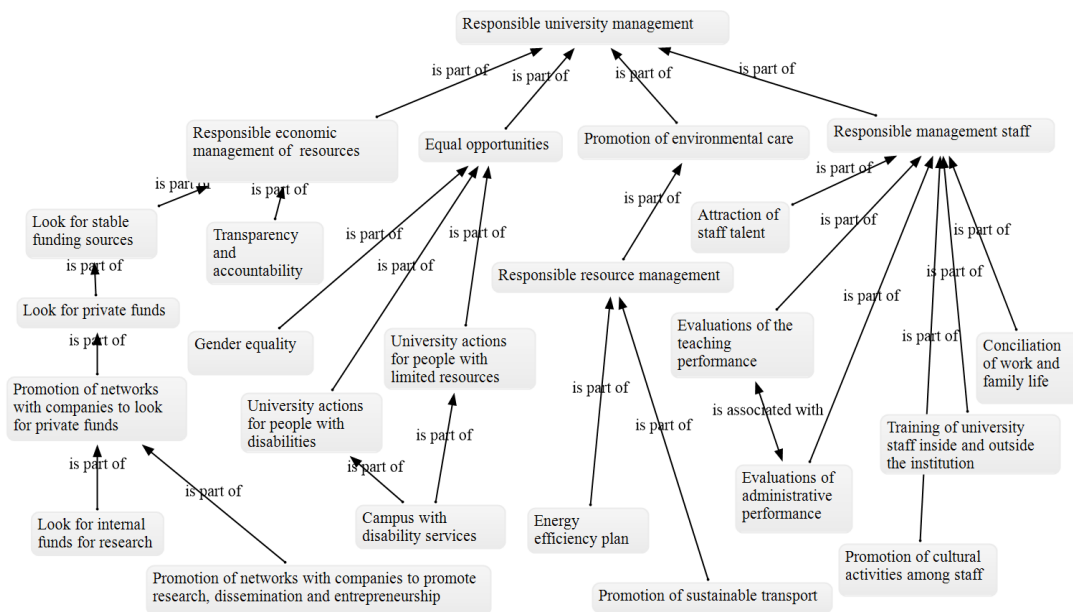 Responsible university management
is part of
is part of
is part of
is part of
Responsible economic
management of resources
Equal opportunities
Promotion of environmental care
Responsible management staff
is part of
is part of
is part of
Look for stable
funding sources
Transparency
and
accountability
Attraction of
staff talent
is part of
is part of
is part of
is part of
is part of
Responsible resource management
is part of
is part of
is part of
Look for private funds
is part of
Gender equality
University actions
for people with
limited resources
Evaluations of the
teaching
performance
is part of
Conciliation
of work and
family life
Promotion of networks
with companies to look
for private funds
University actions
for people with
disabilities
is part of
is part of
is part of
is associated with
Training of university
staff inside and outside
the institution
is part of
is part of
is part of
Evaluations of
administrative
performance
Look for internal
funds for research
Campus with
disability services
Energy
efficiency plan
Promotion of cultural
activities among staff
Promotion of networks with companies to promote
research, dissemination and entrepreneurship
Promotion of sustainable transport